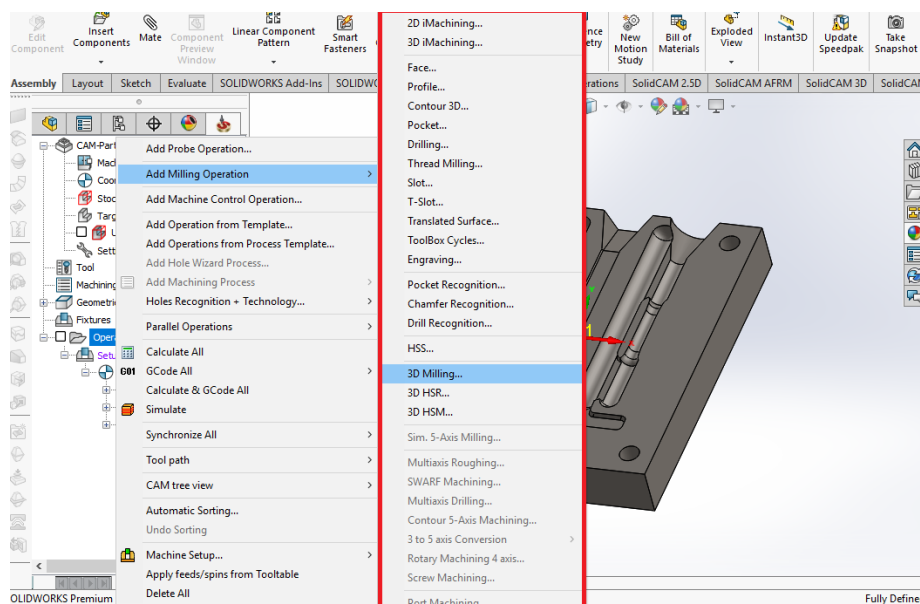 Edit
Component
Insert
Components
Mate
Component
Preview
Window
Linear Component
Pattern
Smart
Fasteners
New
Motion
Study
Bill of
Materials
Exploded
View
Instant3D
Update
Speedpak
Take
Snapshot
Assembly
Layout
Sketch
Evaluate
SOLIDWORKS Add-Ins
SolidCAM 2.5D
SolidCAM AFRM
SolidCAM 3D
CAM-Part
Tool
Machining
Fixtures
G01
Add Probe Operation...
Add Milling Operation
Add Machine Control Operation...
Add Operation from Template...
Add Operations from Process Template...
Add Hole Wizard Process...
Add Machining Process
Holes Recognition + Technology...
Parallel Operations
Calculate All
GCode All
Calculate & GCode All
Simulate
Synchronize All
Tool path
CAM tree view
Automatic Sorting...
Undo Sorting
Machine Setup...
Apply feeds/spins from Tooltable
Delete All
2D iMachining...
3D iMachining...
Face...
Profile...
Contour 3D...
Pocket...
Drilling...
Thread Milling...
Slot...
T-Slot...
Translated Surface...
ToolBox Cycles...
Engraving...
Pocket Recognition...
Chamfer Recognition...
Drill Recognition...
HSS...
3D Milling...
3D HSR...
3D HSM...
Sim. 5-Axis Milling...
Multiaxis Roughing...
SWARF Machining...
Multiaxis Drilling...
Contour 5-Axis Machining...
3 to 5 axis Conversion
Rotary Machining 4 axis...
Screw Machining...
Port Machining
1
OLIDWORKS Premium
Fully Define